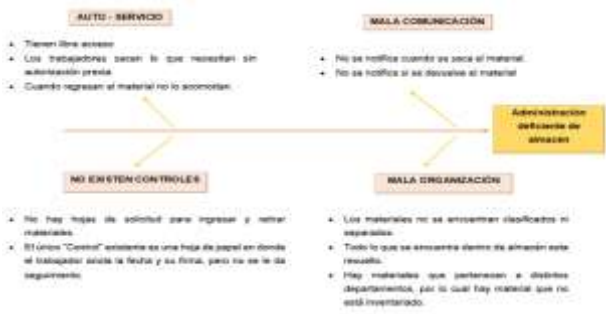 AUTO - SERVICIO
• Tienen libre acceso
• Los trabajadores sacan lo que necesitan sin
autorización previa.
• Cuando regresan el material no lo acomodan.
MALA COMUNICACIÓN
• No se notifica cuando se saca el material.
• No se notifica si se devuelve el material
Administración
deficiente de
almacén
NO EXISTEN CONTROLES
• No hay hojas de solicitud para ingresar y retirar
materiales.
• El único "Control" existente es una hoja de papel en donde
el trabajador anota la fecha y su firma, pero no se le da
seguimiento.
MALA ORGANIZACIÓN
• Los materiales no se encuentran clasificados ni
separados.
• Todo lo que se encuentra dentro de almacén esta
revuelto.
• Hay materiales que pertenecen a distintos
departamentos, por lo cual hay material que no
está inventariado.